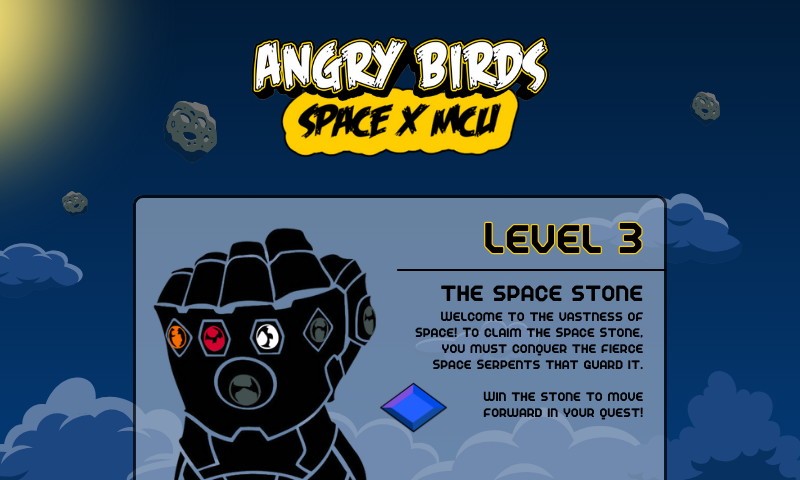 ANGRY BIRDS
SPACE X MCU
LEVEL 3
THE SPACE STONE
WELCOME TO THE VASTNESS OF
SPACE! TO CLAIM THE SPACE STONE,
YOU MUST CONQUER THE FIERCE
SPACE SERPENTS THAT GUARD IT.
WIN THE STONE TO MOVE
FORWARD IN YOUR QUEST!